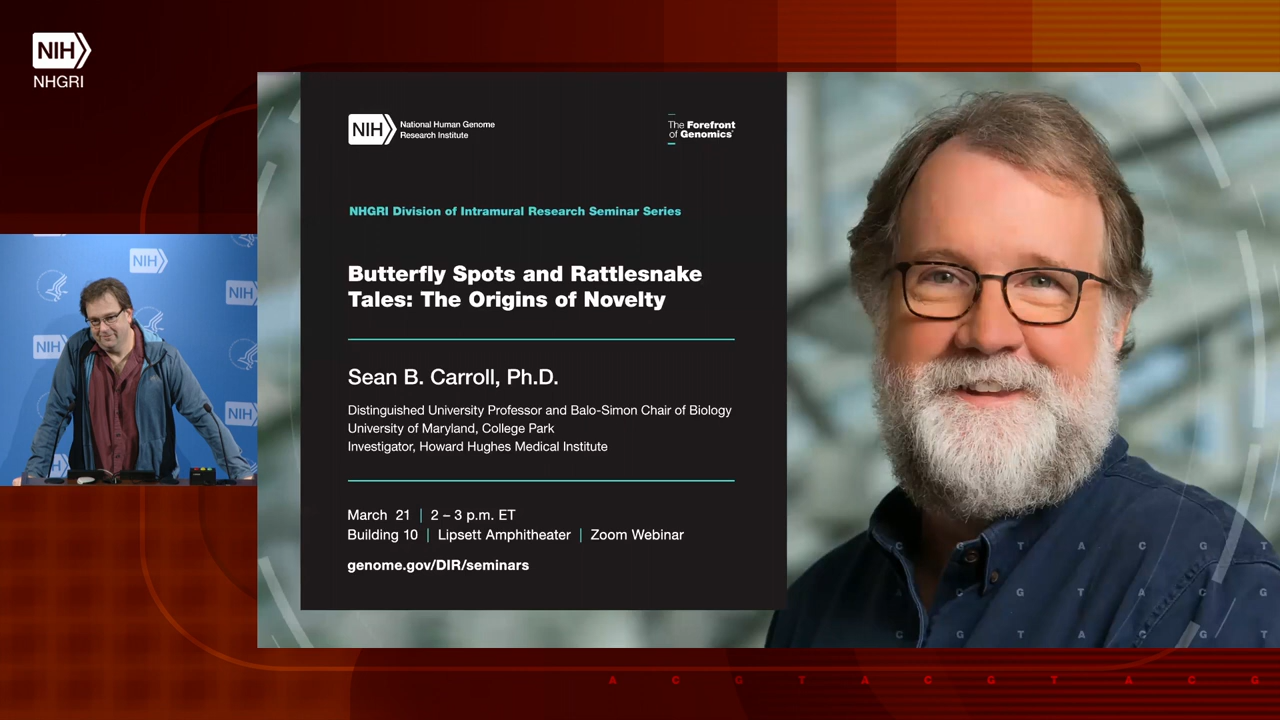 NIH
NHGRI
NIH
National Human Genome
Research Institute
The Forefront
of Genomics®
NHGRI Division of Intramural Research Seminar Series
Butterfly Spots and Rattlesnake
Tales: The Origins of Novelty
Sean B. Carroll, Ph.D.
Distinguished University Professor and Balo-Simon Chair of Biology
University of Maryland, College Park
Investigator, Howard Hughes Medical Institute
March 21 | 2 – 3 p.m. ET
Building 10 | Lipsett Amphitheater | Zoom Webinar
genome.gov/DIR/seminars
NIH
NIH
NIH
NIH
C G T A C G T
C G T A C G
C G T A C G T
A C G T A C G T A C G